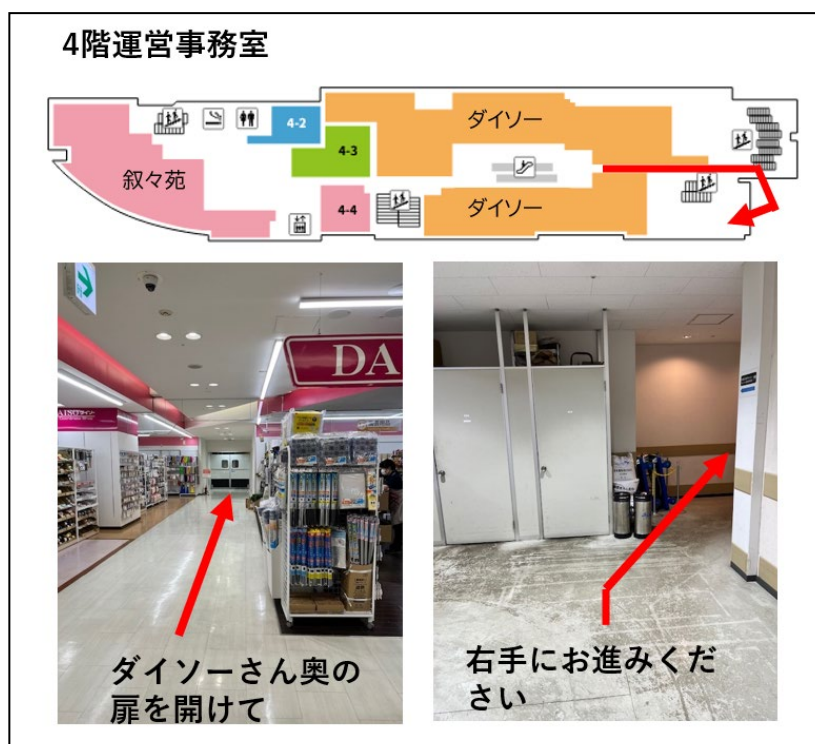 4階運営事務室
ダイソー
4-2
4-3
叙々苑
ダイソー
4-4
DA
ダイソーさん奥の
扉を開けて
右手にお進みくだ
さい